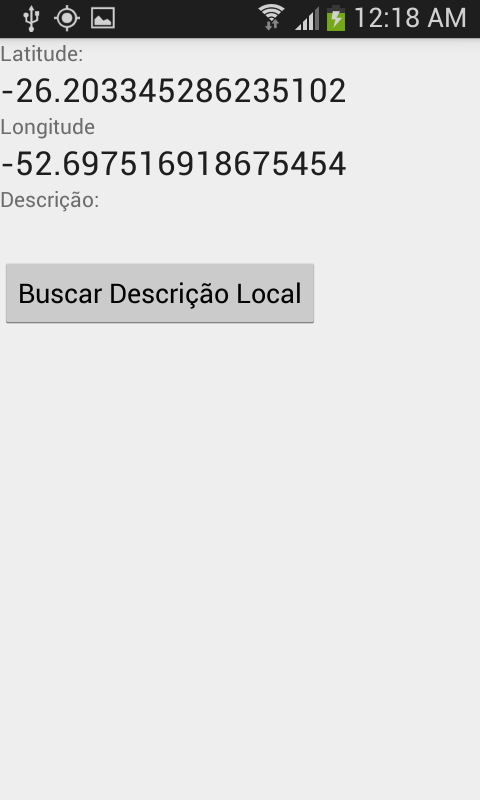 12:18 AM
Latitude:
-26.203345286235102
Longitude
-52.697516918675454
Descrição:
Buscar Descrição Local